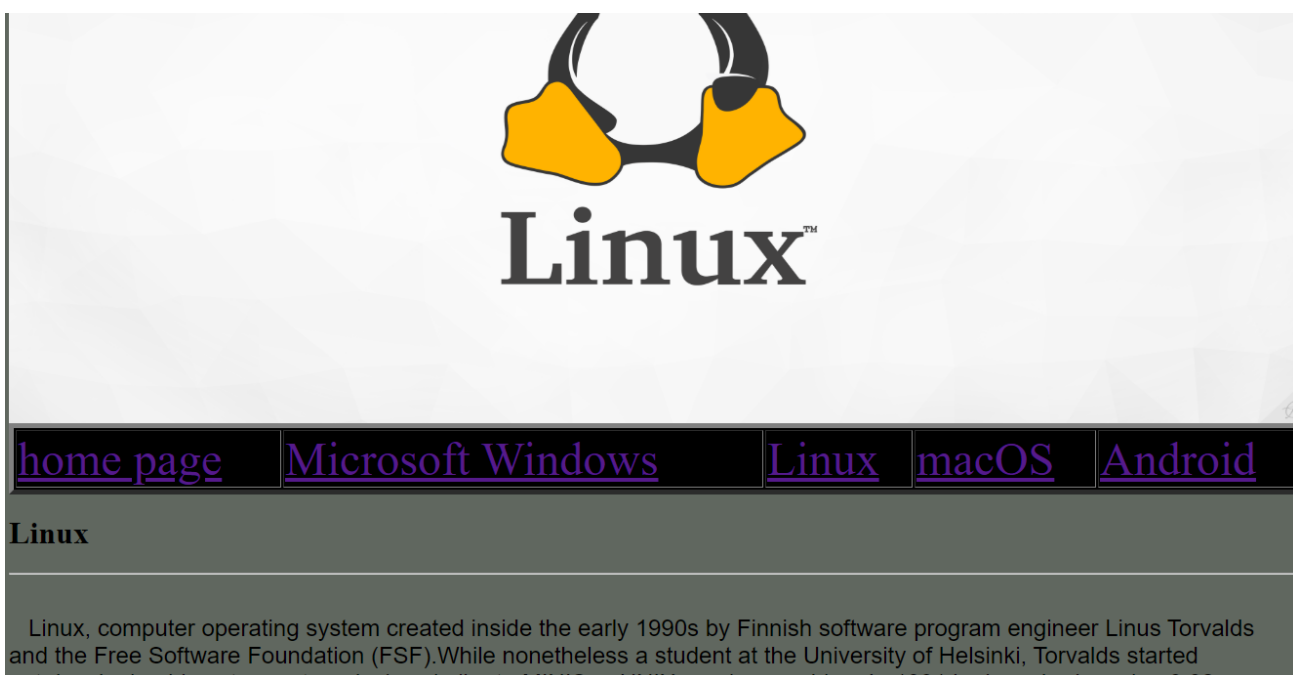 Linux™
home page Microsoft Windows Linux macOS Android
Linux
Linux, computer operating system created inside the early 1990s by Finnish software program engineer Linus Torvalds
and the Free Software Foundation (FSF).While nonetheless a student at the University of Helsinki, Torvalds started